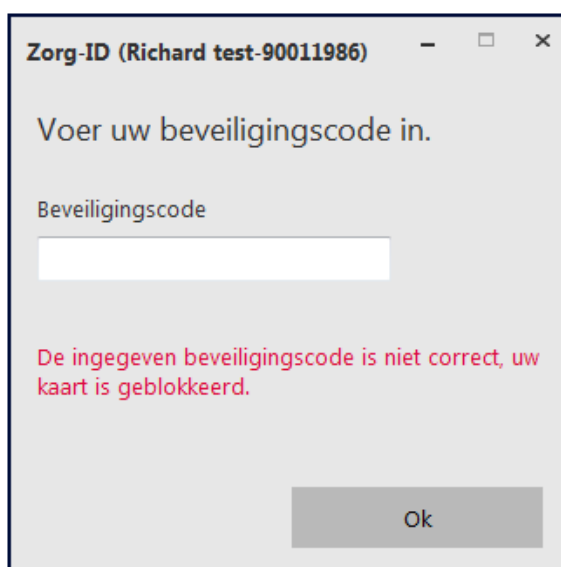 Zorg-ID (Richard test-90011986)
Voer uw beveiligingscode in.
Beveiligingscode
De ingegeven beveiligingscode is niet correct, uw
kaart is geblokkeerd.
Ok